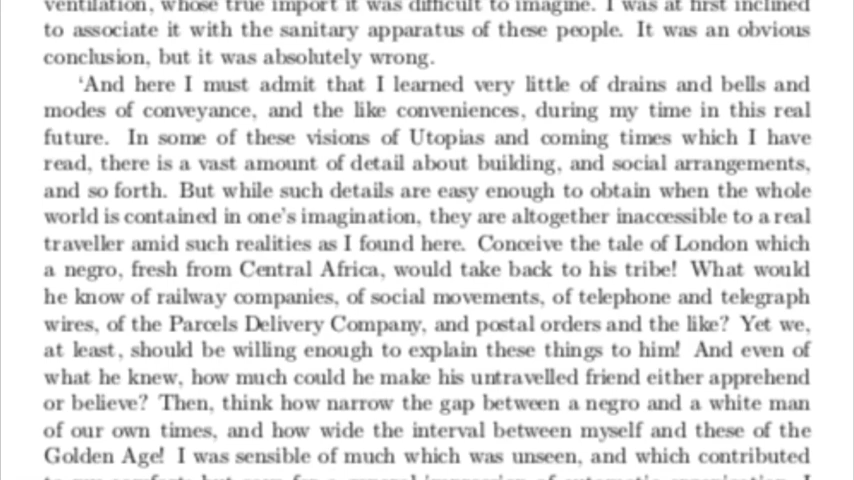 ventilation, whose true import it was difficult to imagine. I was at first inclined
to associate it with the sanitary apparatus of these people. It was an obvious
conclusion, but it was absolutely wrong.
‘And here I must admit that I learned very little of drains and bells and
modes of conveyance, and the like conveniences, during my time in this real
future. In some of these visions of Utopias and coming times which I have
read, there is a vast amount of detail about building, and social arrangements,
and so forth. But while such details are easy enough to obtain when the whole
world is contained in one’s imagination, they are altogether inaccessible to a real
traveller amid such realities as I found here. Conceive the tale of London which
a negro, fresh from Central Africa, would take back to his tribe! What would
he know of railway companies, of social movements, of telephone and telegraph
wires, of the Parcels Delivery Company, and postal orders and the like? Yet we,
at least, should be willing enough to explain these things to him! And even of
what he knew, how much could he make his untravelled friend either apprehend
or believe? Then, think how narrow the gap between a negro and a white man
of our own times, and how wide the interval between myself and these of the
Golden Age! I was sensible of much which was unseen, and which contributed